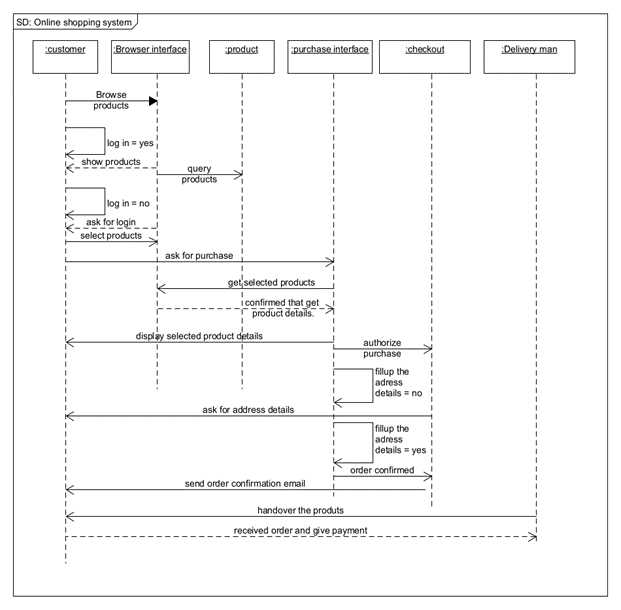 SD: Online shopping system
:customer
:Browser interface
:product
:purchase interface
:checkout
:Delivery man
Browse
products
log in = yes
show products
query
products
log in = no
ask for login
select products
ask for purchase
get selected products
confirmed that get
product details.
display selected product details
authorize
purchase
fillup the
adress
details = no
ask for address details
fillup the
adress
details = yes
order confirmed
send order confirmation email
handover the produts
received order and give payment